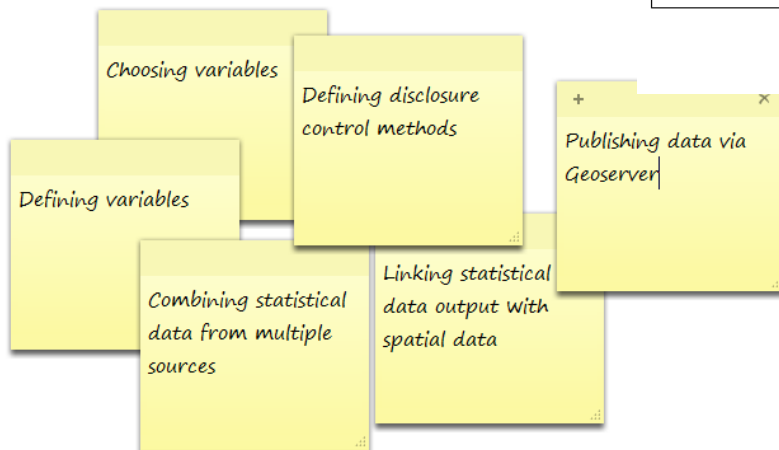 Choosing variables
Defining disclosure
control methods
Publishing data via
Geoserver
Defining variables
Combining statistical
data from multiple
sources
Linking statistical
data output with
spatial data